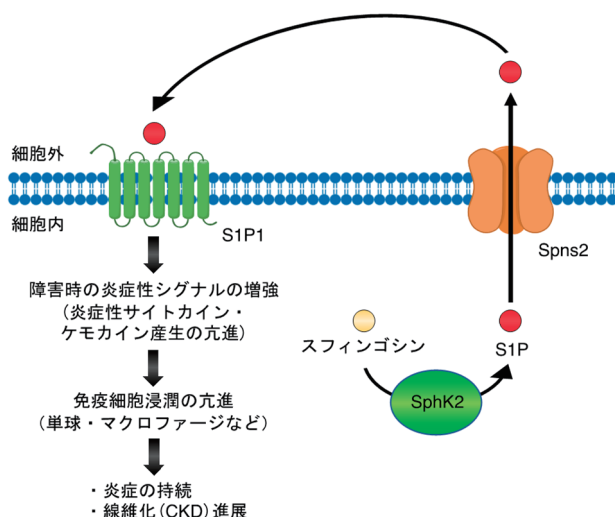 細胞外
細胞内
S1P1
Spns2
障害時の炎症性シグナルの増強
(炎症性サイトカイン・
ケモカイン産生の亢進)
スフィンゴシン
S1P
SphK2
免疫細胞浸潤の亢進
(単球・マクロファージなど)
・炎症の持続
・線維化(CKD)進展